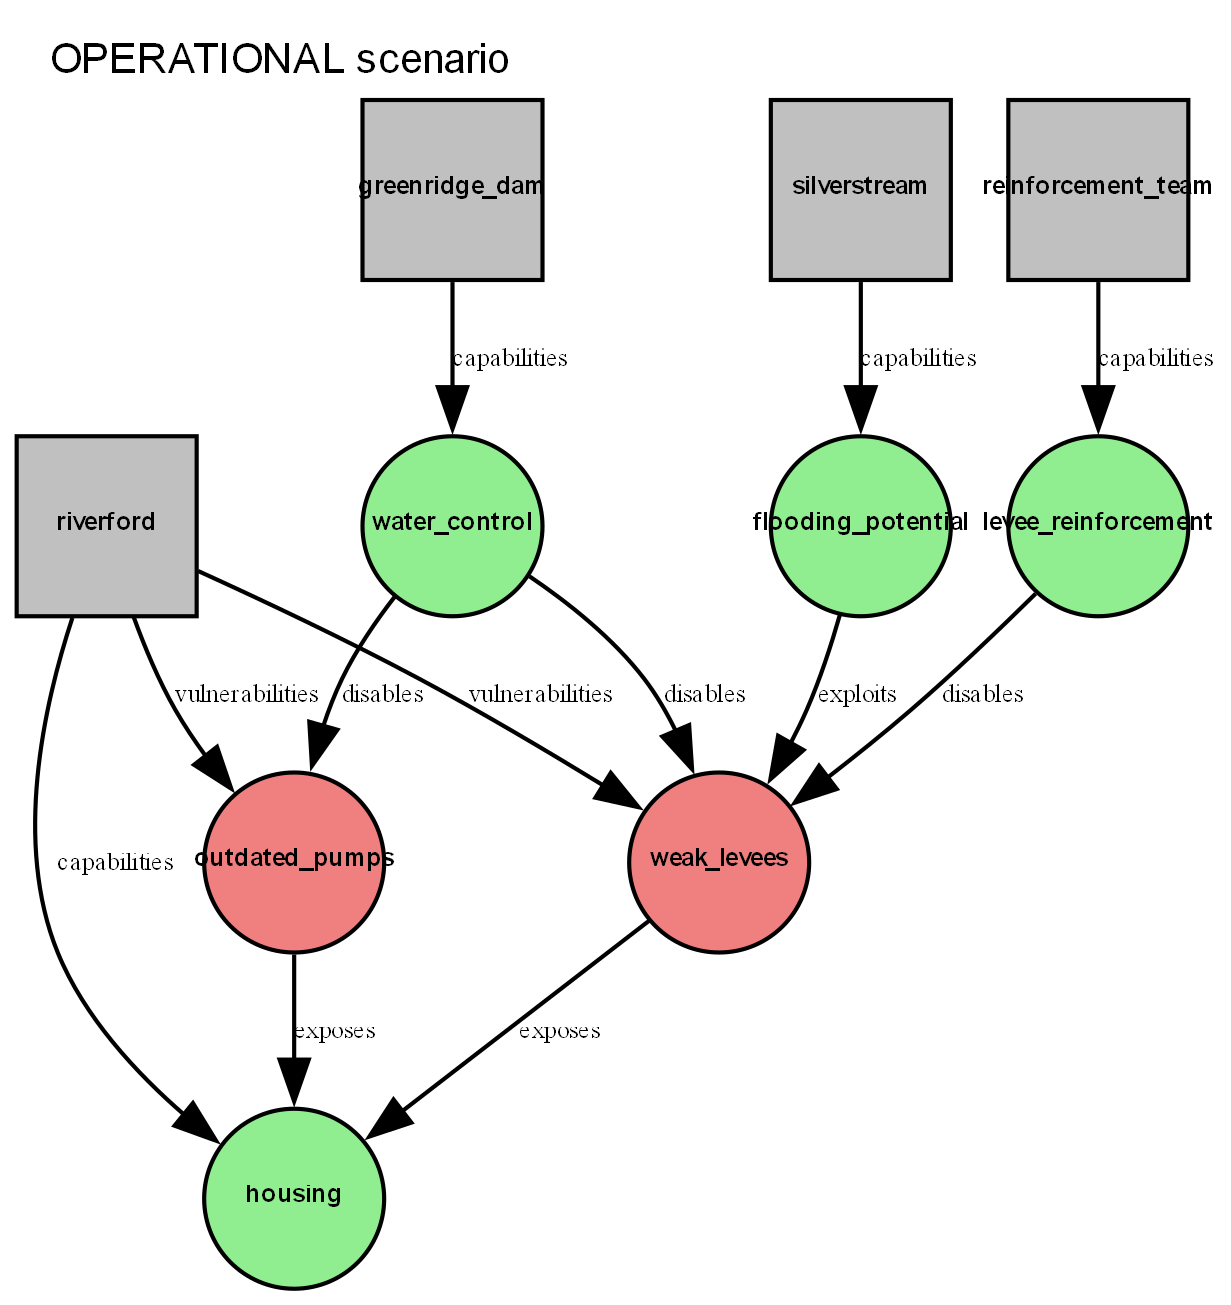 OPERATIONAL scenario
greenridge_dam
silverstream
reinforcement_team
capabilities
capabilities
capabilities
riverford
water_control
flooding_potential
levee_reinforcement
vulnerabilities
disables
vulnerabilities
disables
exploits
disables
capabilities
outdated_pumps
weak_levees
exposes
exposes
housing